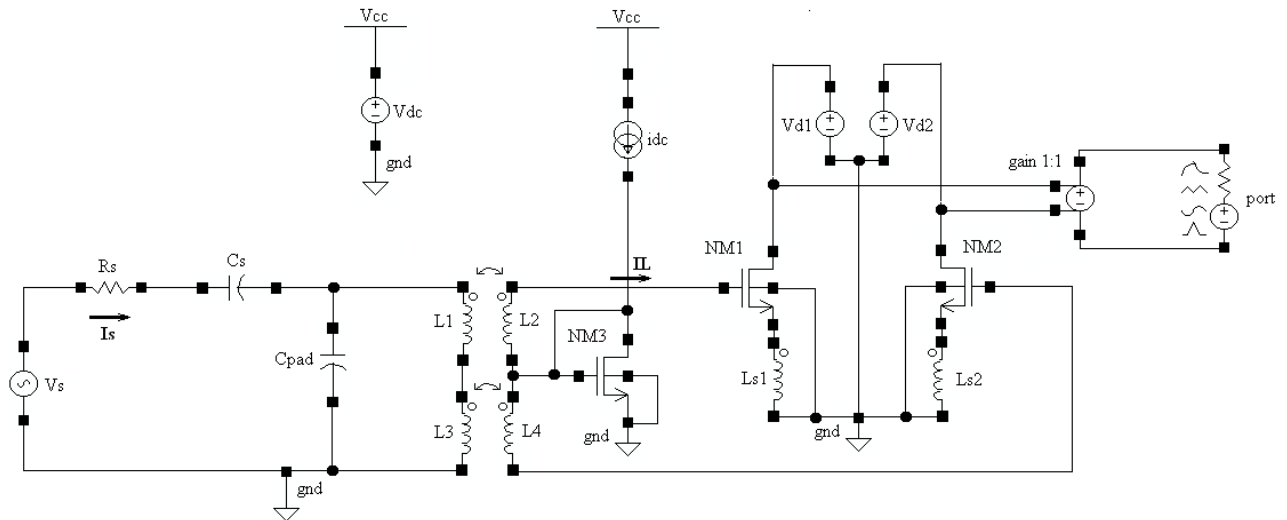 Vcc
Vcc
Vdc
gnd
idc
Vd1
Vd2
gain 1:1
port
NM1
NM2
Rs
Cs
IL
Is
L1
L2
NM3
Cpad
Vs
Ls1
Ls2
L3
L4
gnd
gnd
gnd